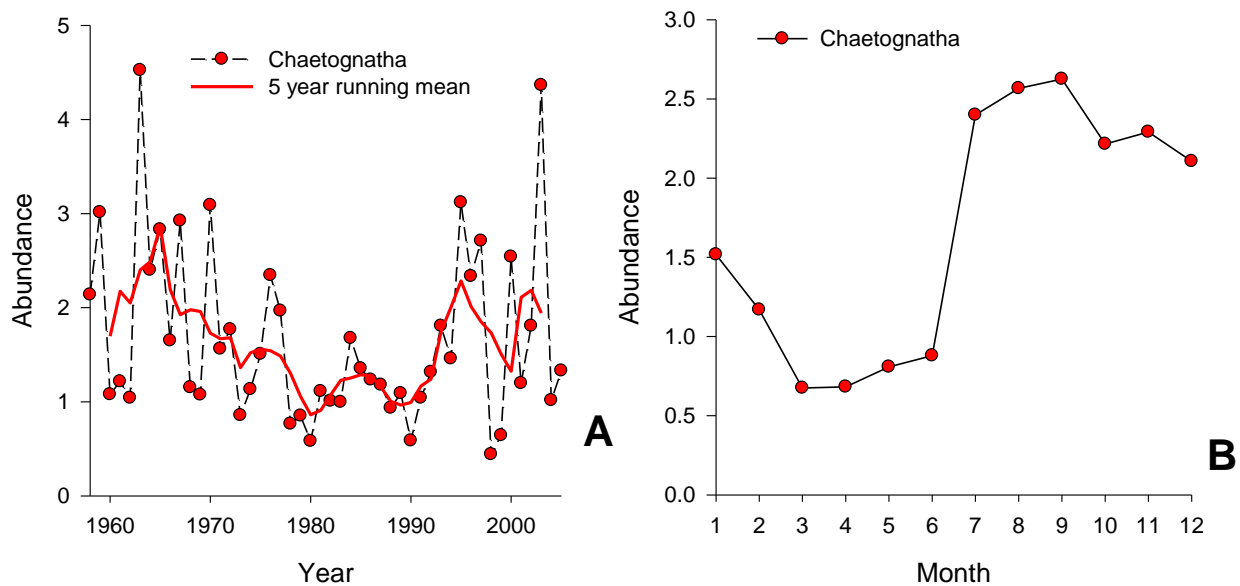 Chaetognatha
5 year running mean
5
4
3
2
1
0
Abundance
1960 1970 1980 1990 2000
Year
A
Chaetognatha
3.0
2.5
2.0
1.5
1.0
0.5
0.0
Abundance
1 2 3 4 5 6 7 8 9 10 11 12
Month
B